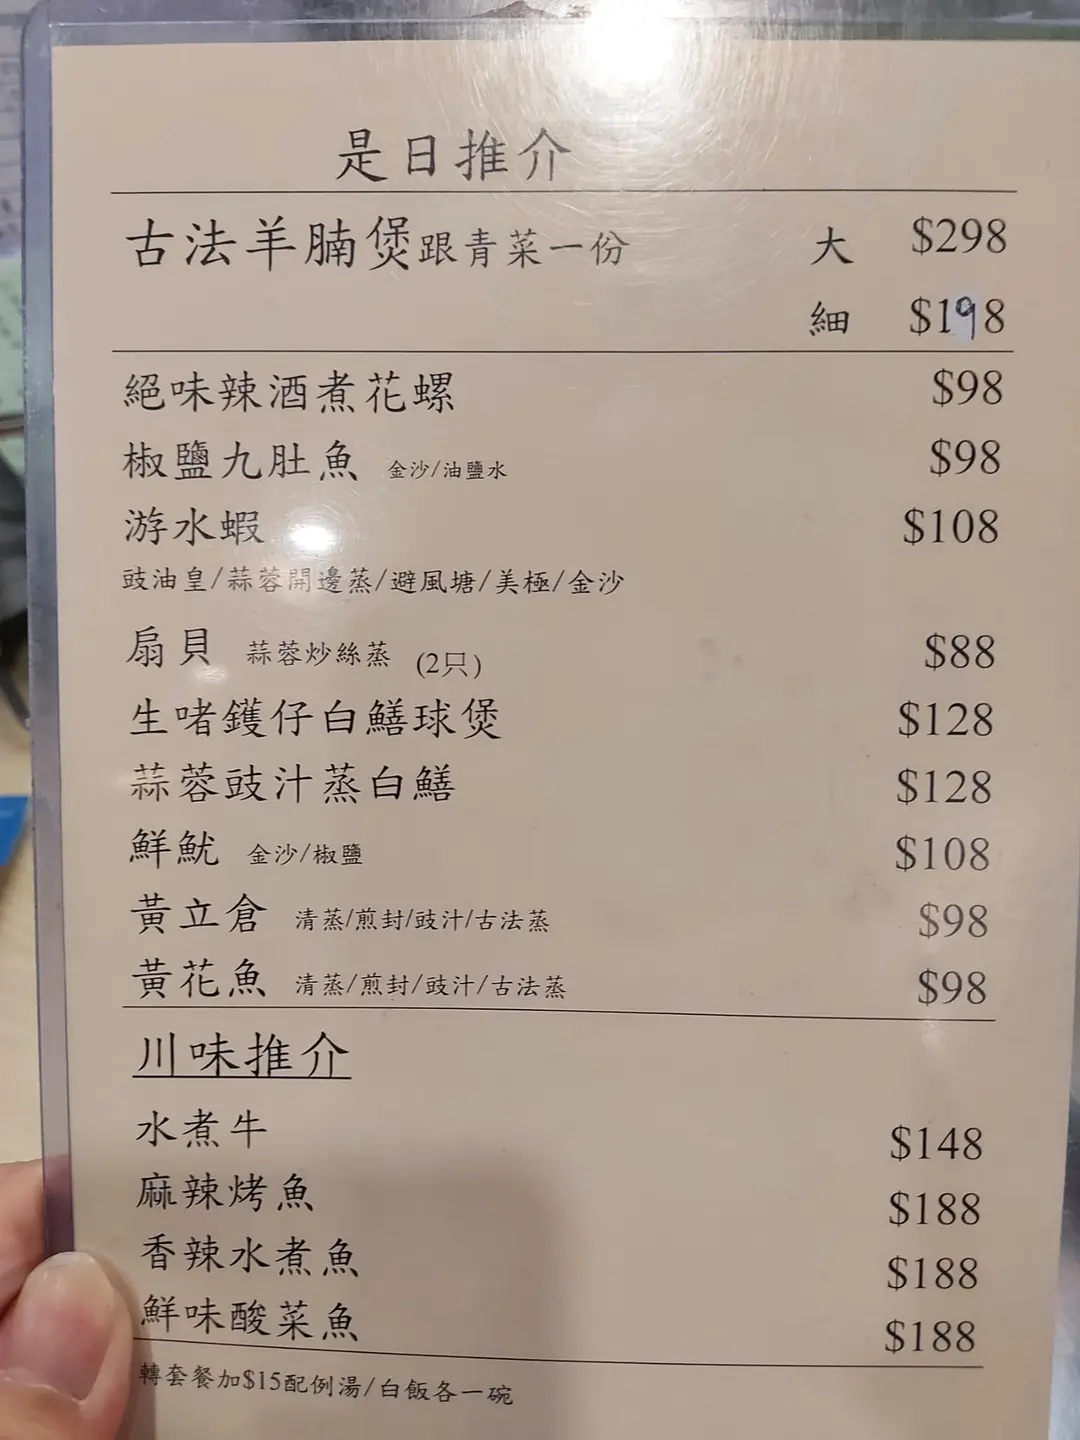 是日推介
古法羊腩煲跟青菜一份 大 $298
細 $198
絕味辣酒煮花螺 $98
椒鹽九肚魚 金沙/油鹽水 $98
游水蝦 $108
豉油皇/蒜蓉開邊蒸/避風塘/美極/金沙
扇貝 蒜蓉炒絲蒸 (2只) $88
生啫鑊仔白鱔球煲 $128
蒜蓉豉汁蒸白鱔 $128
鮮魷 金沙/椒鹽 $108
黃立倉 清蒸/煎封/豉汁/古法蒸 $98
黃花魚 清蒸/煎封/豉汁/古法蒸 $98
川味推介
水煮牛 $148
麻辣烤魚 $188
香辣水煮魚 $188
鮮味酸菜魚 $188
轉套餐加$15配例湯/白飯各一碗